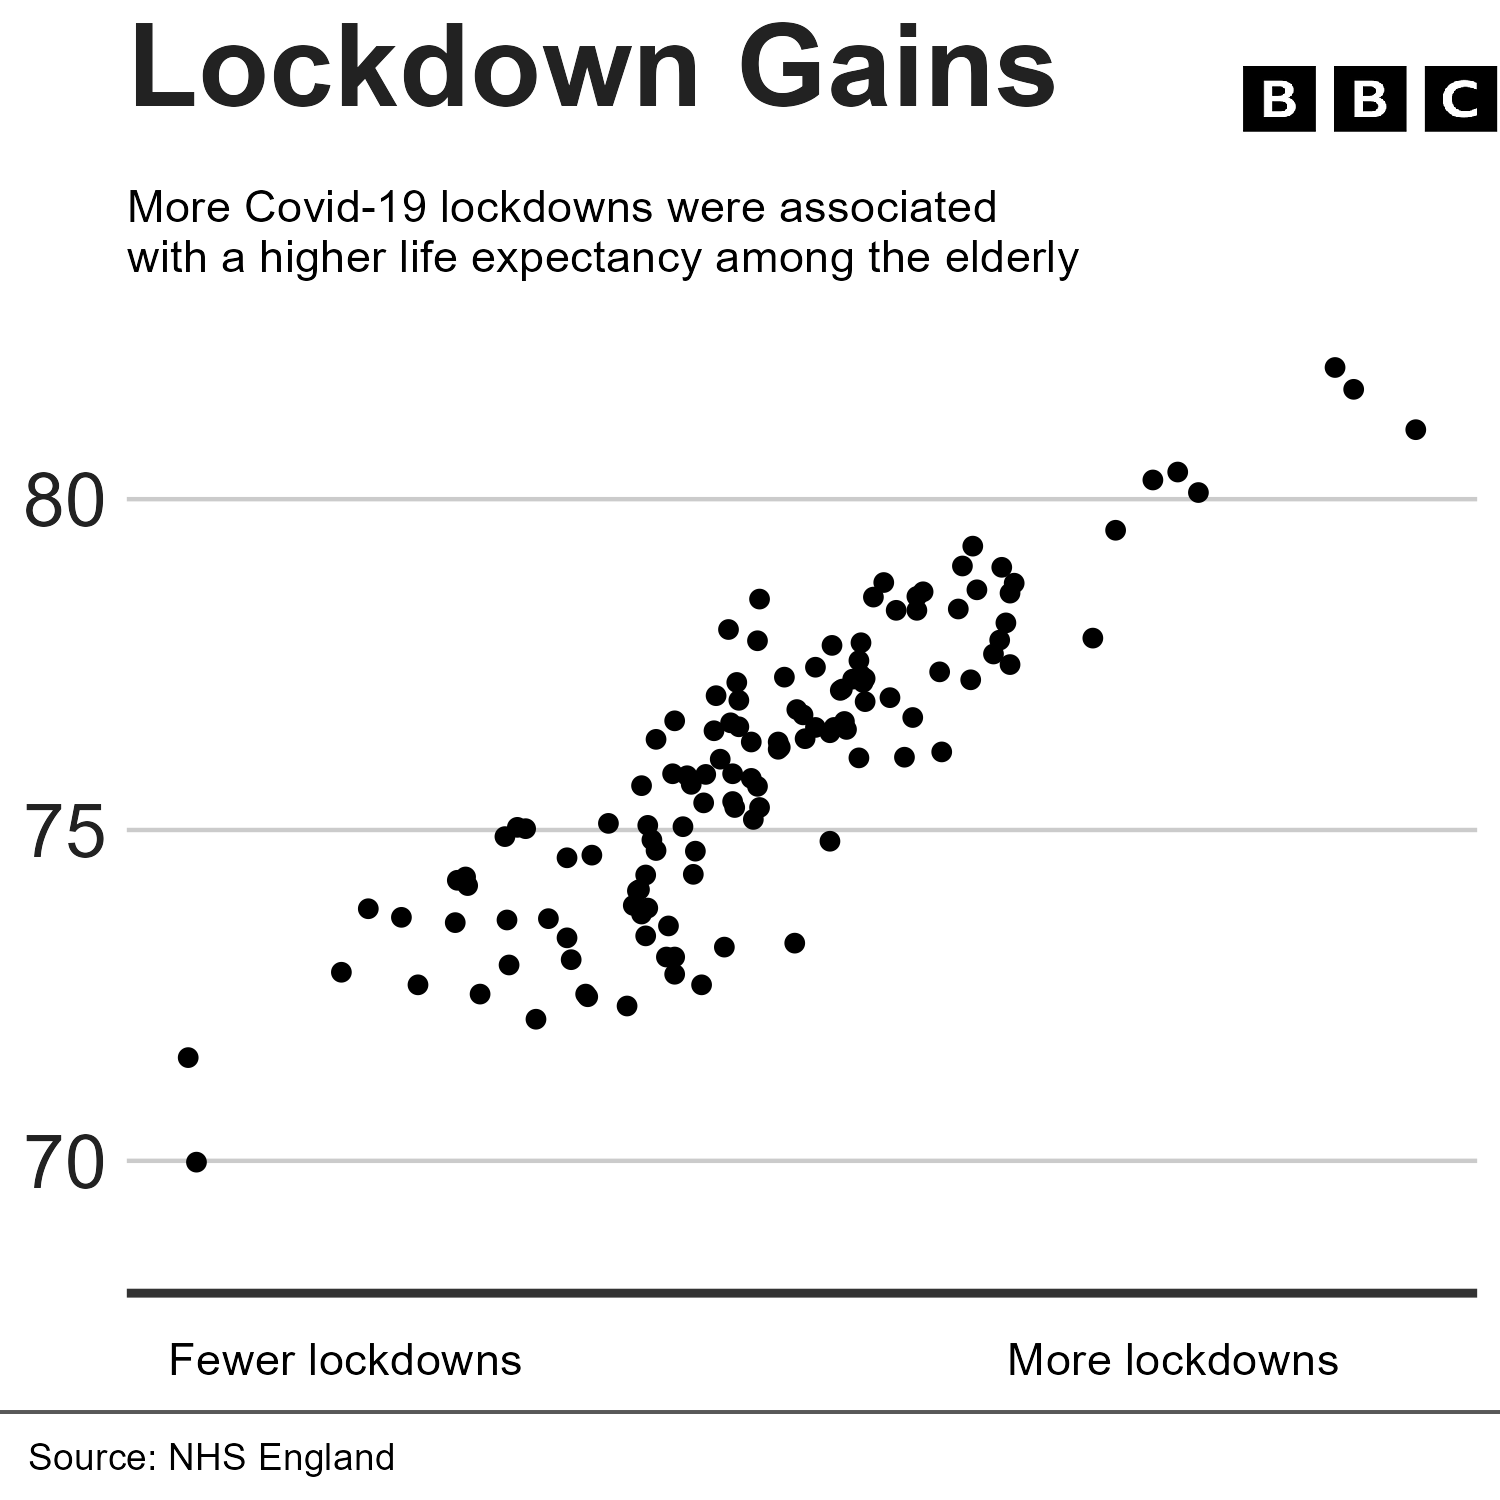 Lockdown Gains
BBC
More Covid-19 lockdowns were associated
with a higher life expectancy among the elderly
80
75
70
Fewer lockdowns
More lockdowns
Source: NHS England